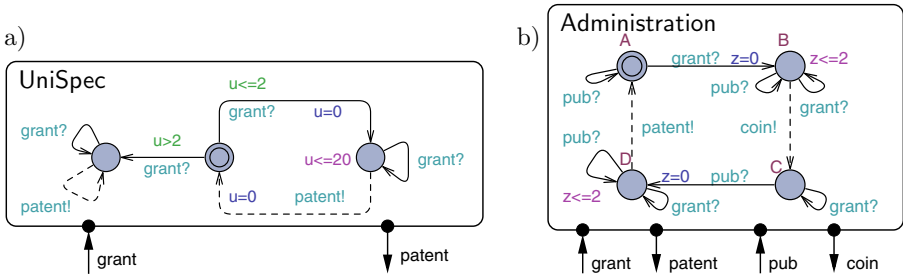 a)
UniSpec
u<=2
grant?
u=0
grant?
u>2
grant?
u<=20
grant?
patent!
u=0
patent!
grant
patent
b)
Administration
A
B
grant?
z=0
z<=2
pub?
pub?
grant?
patent!
coin!
pub?
D
C
z=0
pub?
z<=2
grant?
grant?
grant
patent
pub
coin